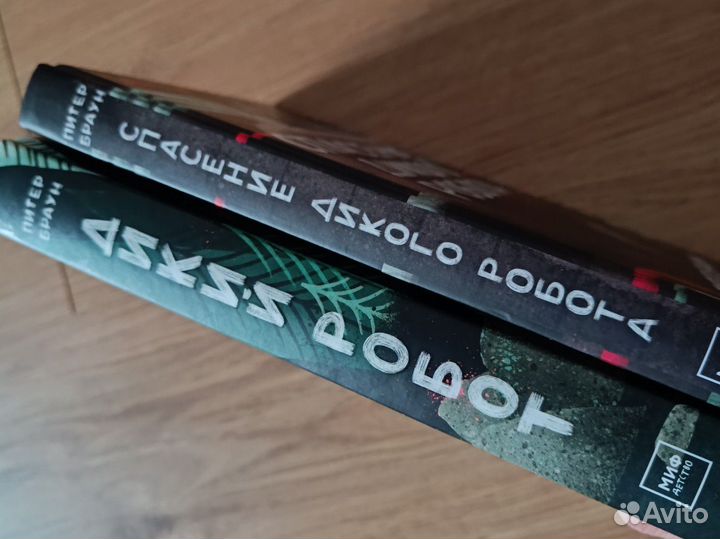 ПИТЕР
БРАУН
СПАСЕНИЕ ДИКОГО РОБОТА
ПИТЕР
БРАУН
ДИКИЙ РОБОТ
МИФ
ДЕТСТВО
Avito